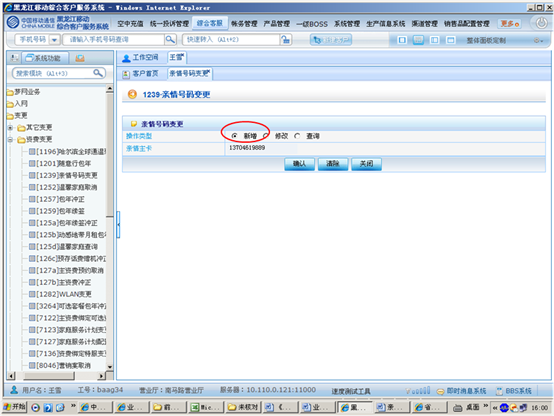 黑龙江移动综合客户服务系统 - Windows Internet Explorer
中国移动通信
CHINA MOBILE
黑龙江移动
综合客户服务系统
空中充值 统一投诉管理 综合客服 账务管理 产品管理 一级BOSS 系统管理 生产信息系统 渠道管理 销售品配置管理 更多
手机号码 请输入手机号码查询 快速转入 (Alt+2) 整体面板定制
系统功能 工作空间 王雪
搜索模块 (Alt+3) 客户首页 亲情号码变更
梦网业务
入网
变更
其它变更
资费变更
[1196]哈尔滨全球通温馨
[1201]随意行包年
[1239]亲情号码变更
[1252]温馨家庭取消
[1257]包年冲正
[1259]包年续签
[125a]包年续签冲正
[125b]动感地带月租包年
[125d]温馨家庭查询
[126c]预存话费赠机冲正
[127a]主资费预约取消
[127b]主资费冲正
[1282]WLAN变更
[3264]可选套餐包年冲正
[7122]主资费绑定可选
[7123]家庭服务计划变更
[7127]家庭服务计划配
[7136]资费绑定特服变更
[8046]营销案取消
1239-亲情号码变更
亲情号码变更
操作类型 新增 修改 查询
亲情主卡 13704619889
确认 清除 关闭
用户名：王雪 工号：baag34 营业厅：南马路营业厅 服务器：10.110.0.121:11000 速度测试工具 即时消息系统 BBS系统
开始 中... 业... 前... Mic... 未核对 《... 业... 黑... 亲... 省... 桌面 16:00